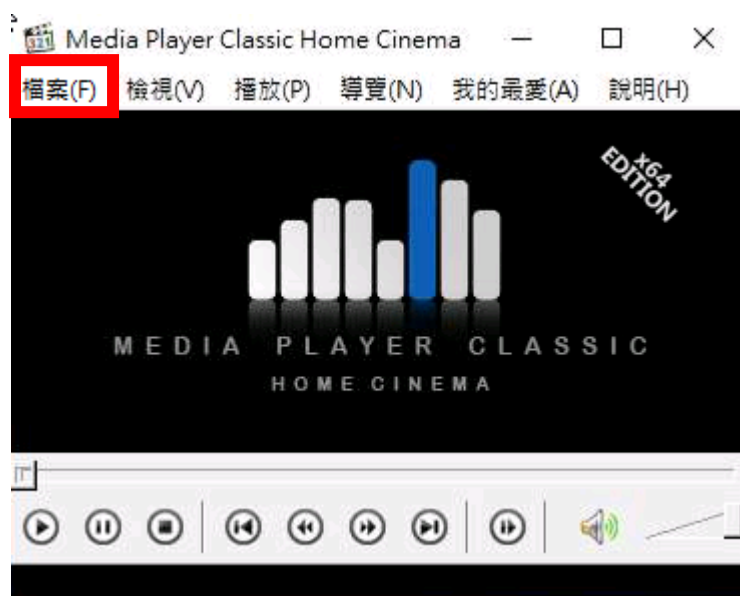 Media Player Classic Home Cinema
檔案(F) 檢視(V) 播放(P) 導覽(N) 我的最愛(A) 說明(H)
x64
EDITION
MEDIA PLAYER CLASSIC
HOME CINEMA